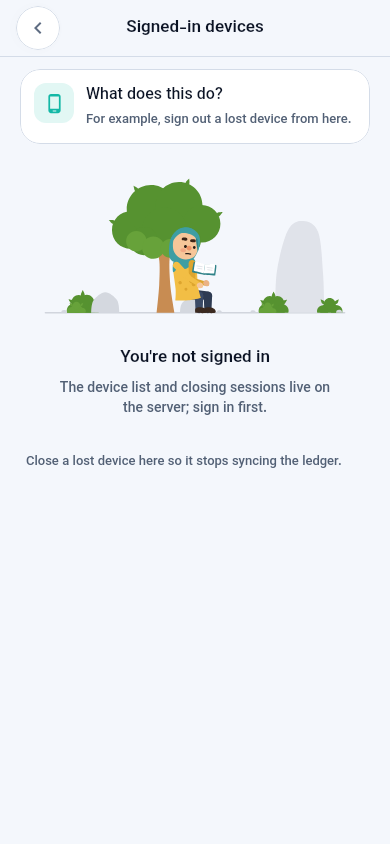 Signed-in devices
What does this do?
For example, sign out a lost device from here.
You're not signed in
The device list and closing sessions live on
the server; sign in first.
Close a lost device here so it stops syncing the ledger.